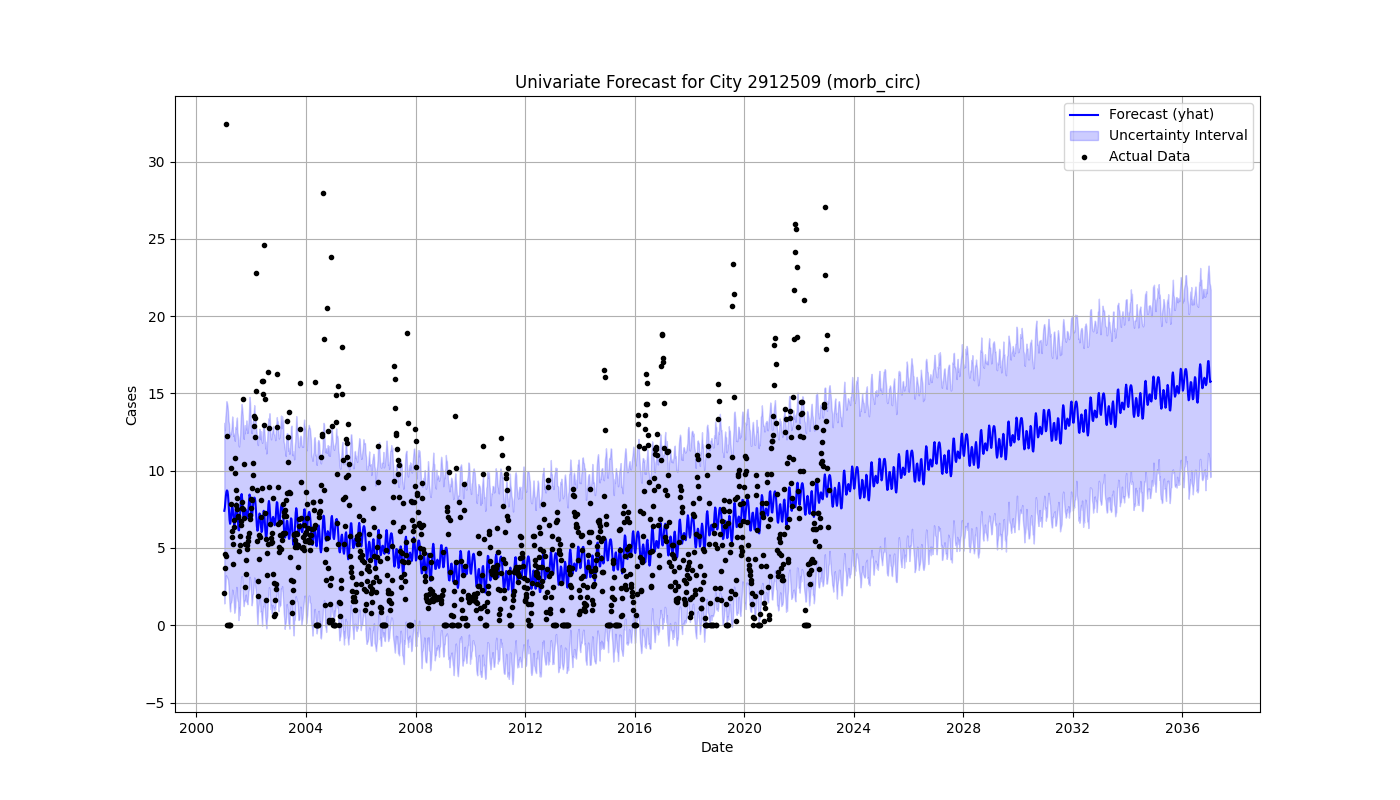 Univariate Forecast for City 2912509 (morb_circ)
Forecast (yhat)
Uncertainty Interval
Actual Data
Cases
30
25
20
15
10
5
0
−5
2000 2004 2008 2012 2016 2020 2024 2028 2032 2036
Date